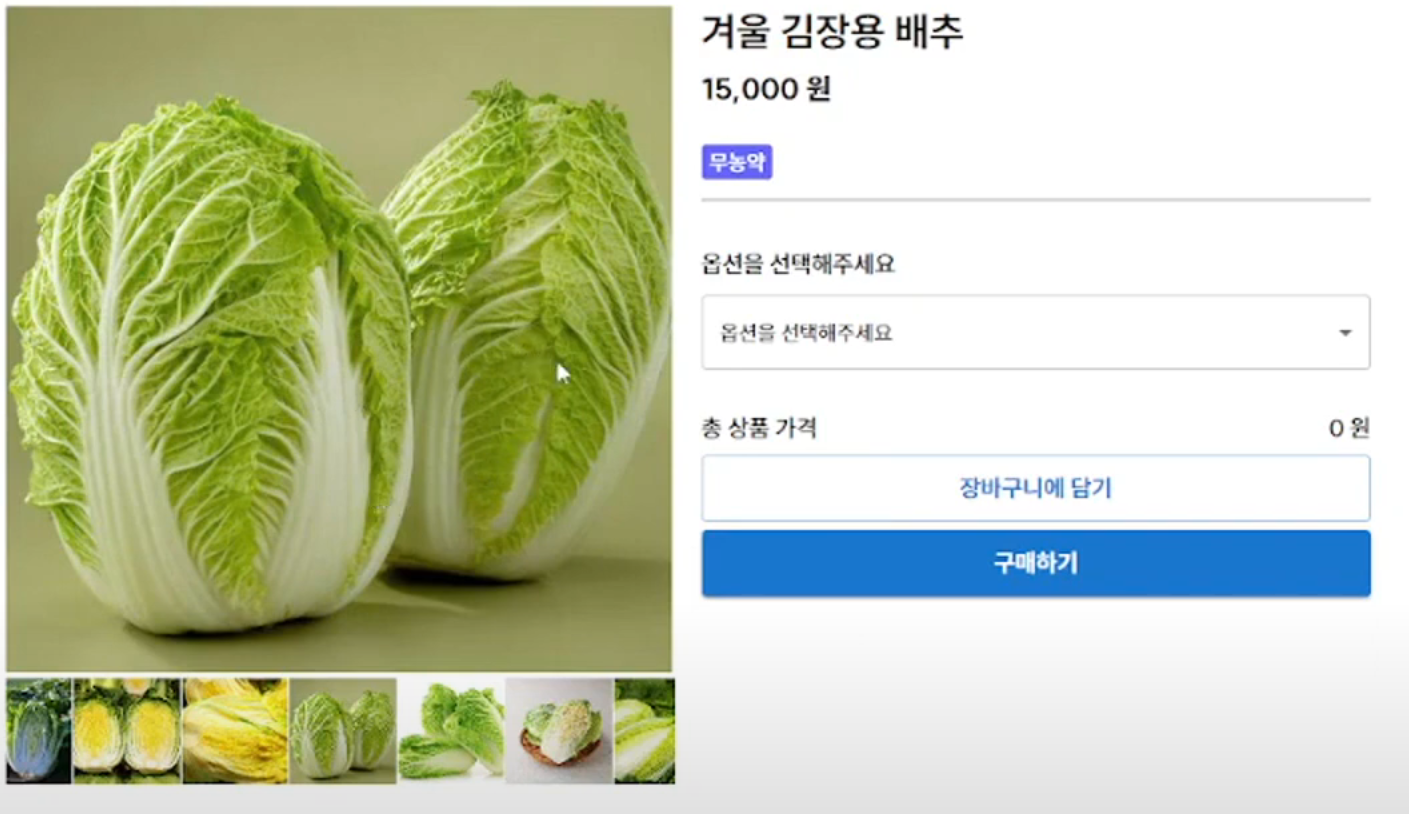 겨울 김장용 배추
15,000 원
무농약
옵션을 선택해주세요
옵션을 선택해주세요
총 상품 가격 0 원
장바구니에 담기
구매하기